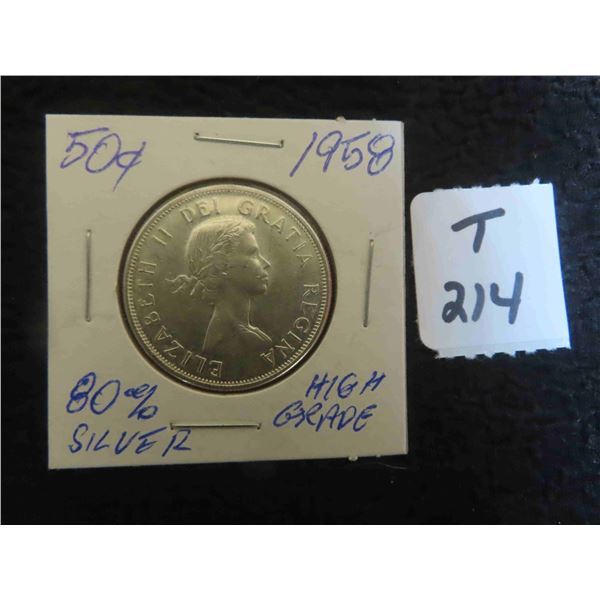 50¢ 1958
ELIZABETH II DEI GRATIA REGINA
80% HIGH
SILVER GRADE
T
214